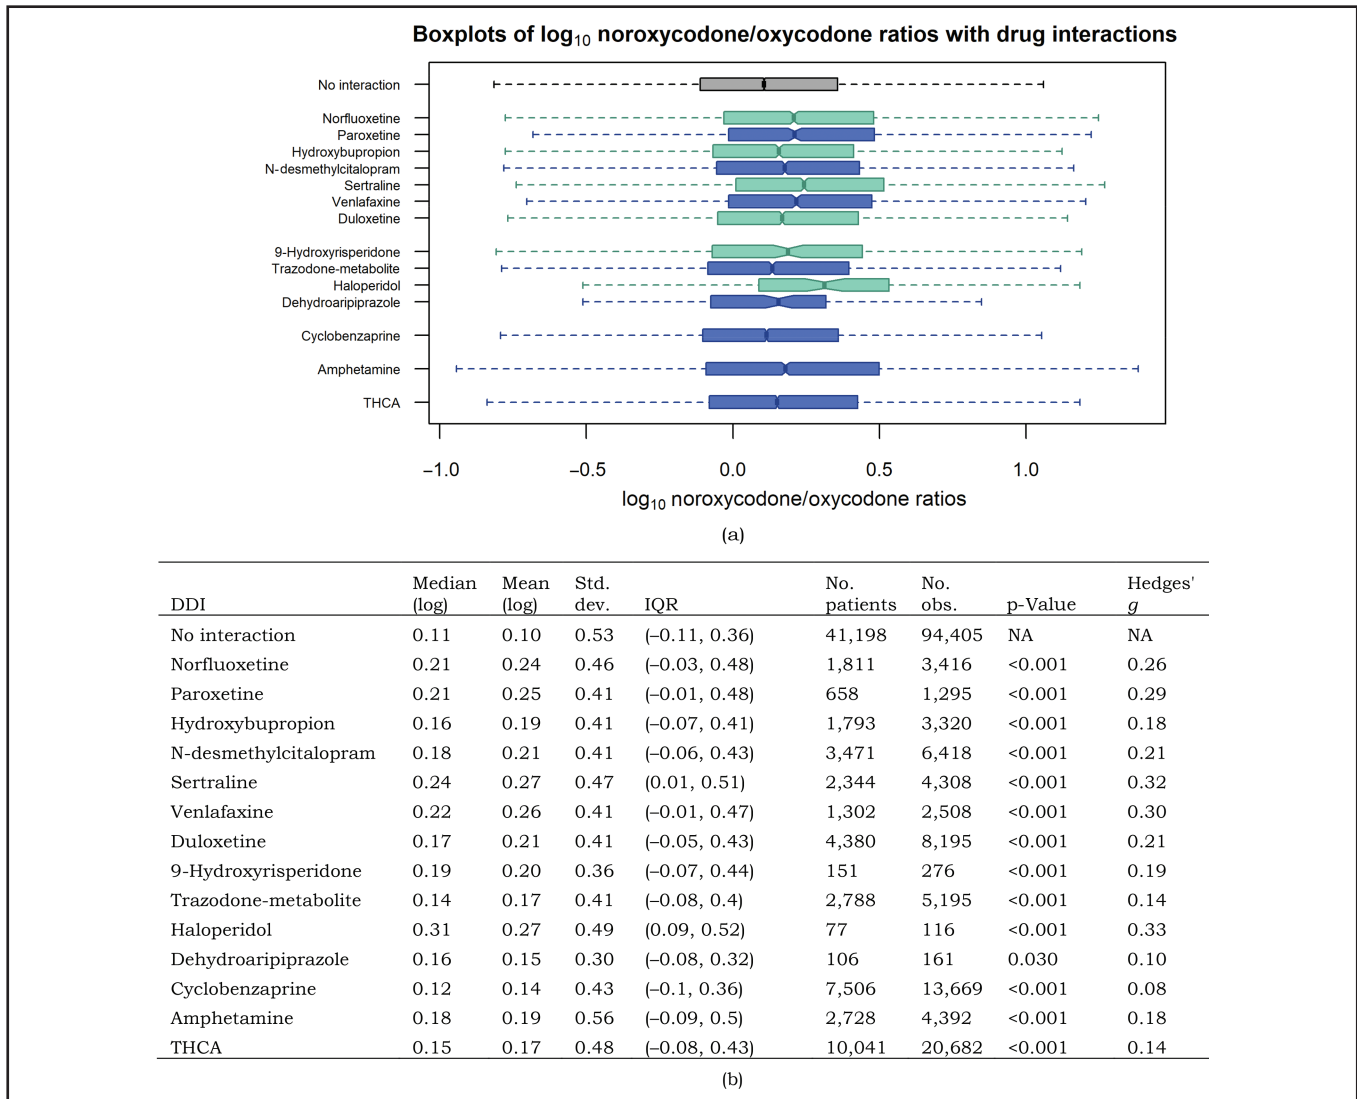 Boxplots of log10 noroxycodone/oxycodone ratios with drug interactions
No interaction
Norfluoxetine
Paroxetine
Hydroxybupropion
N-desmethylcitalopram
Sertraline
Venlafaxine
Duloxetine
9-Hydroxyrisperidone
Trazodone-metabolite
Haloperidol
Dehydroaripiprazole
Cyclobenzaprine
Amphetamine
THCA
−1.0 −0.5 0.0 0.5 1.0
log10 noroxycodone/oxycodone ratios
(a)
DDI Median (log) Mean (log) Std. dev. IQR No. patients No. obs. p-Value Hedges' g
No interaction 0.11 0.10 0.53 (−0.11, 0.36) 41,198 94,405 NA NA
Norfluoxetine 0.21 0.24 0.46 (−0.03, 0.48) 1,811 3,416 <0.001 0.26
Paroxetine 0.21 0.25 0.41 (−0.01, 0.48) 658 1,295 <0.001 0.29
Hydroxybupropion 0.16 0.19 0.41 (−0.07, 0.41) 1,793 3,320 <0.001 0.18
N-desmethylcitalopram 0.18 0.21 0.41 (−0.06, 0.43) 3,471 6,418 <0.001 0.21
Sertraline 0.24 0.27 0.47 (0.01, 0.51) 2,344 4,308 <0.001 0.32
Venlafaxine 0.22 0.26 0.41 (−0.01, 0.47) 1,302 2,508 <0.001 0.30
Duloxetine 0.17 0.21 0.41 (−0.05, 0.43) 4,380 8,195 <0.001 0.21
9-Hydroxyrisperidone 0.19 0.20 0.36 (−0.07, 0.44) 151 276 <0.001 0.19
Trazodone-metabolite 0.14 0.17 0.41 (−0.08, 0.4) 2,788 5,195 <0.001 0.14
Haloperidol 0.31 0.27 0.49 (0.09, 0.52) 77 116 <0.001 0.33
Dehydroaripiprazole 0.16 0.15 0.30 (−0.08, 0.32) 106 161 0.030 0.10
Cyclobenzaprine 0.12 0.14 0.43 (−0.1, 0.36) 7,506 13,669 <0.001 0.08
Amphetamine 0.18 0.19 0.56 (−0.09, 0.5) 2,728 4,392 <0.001 0.18
THCA 0.15 0.17 0.48 (−0.08, 0.43) 10,041 20,682 <0.001 0.14
(b)